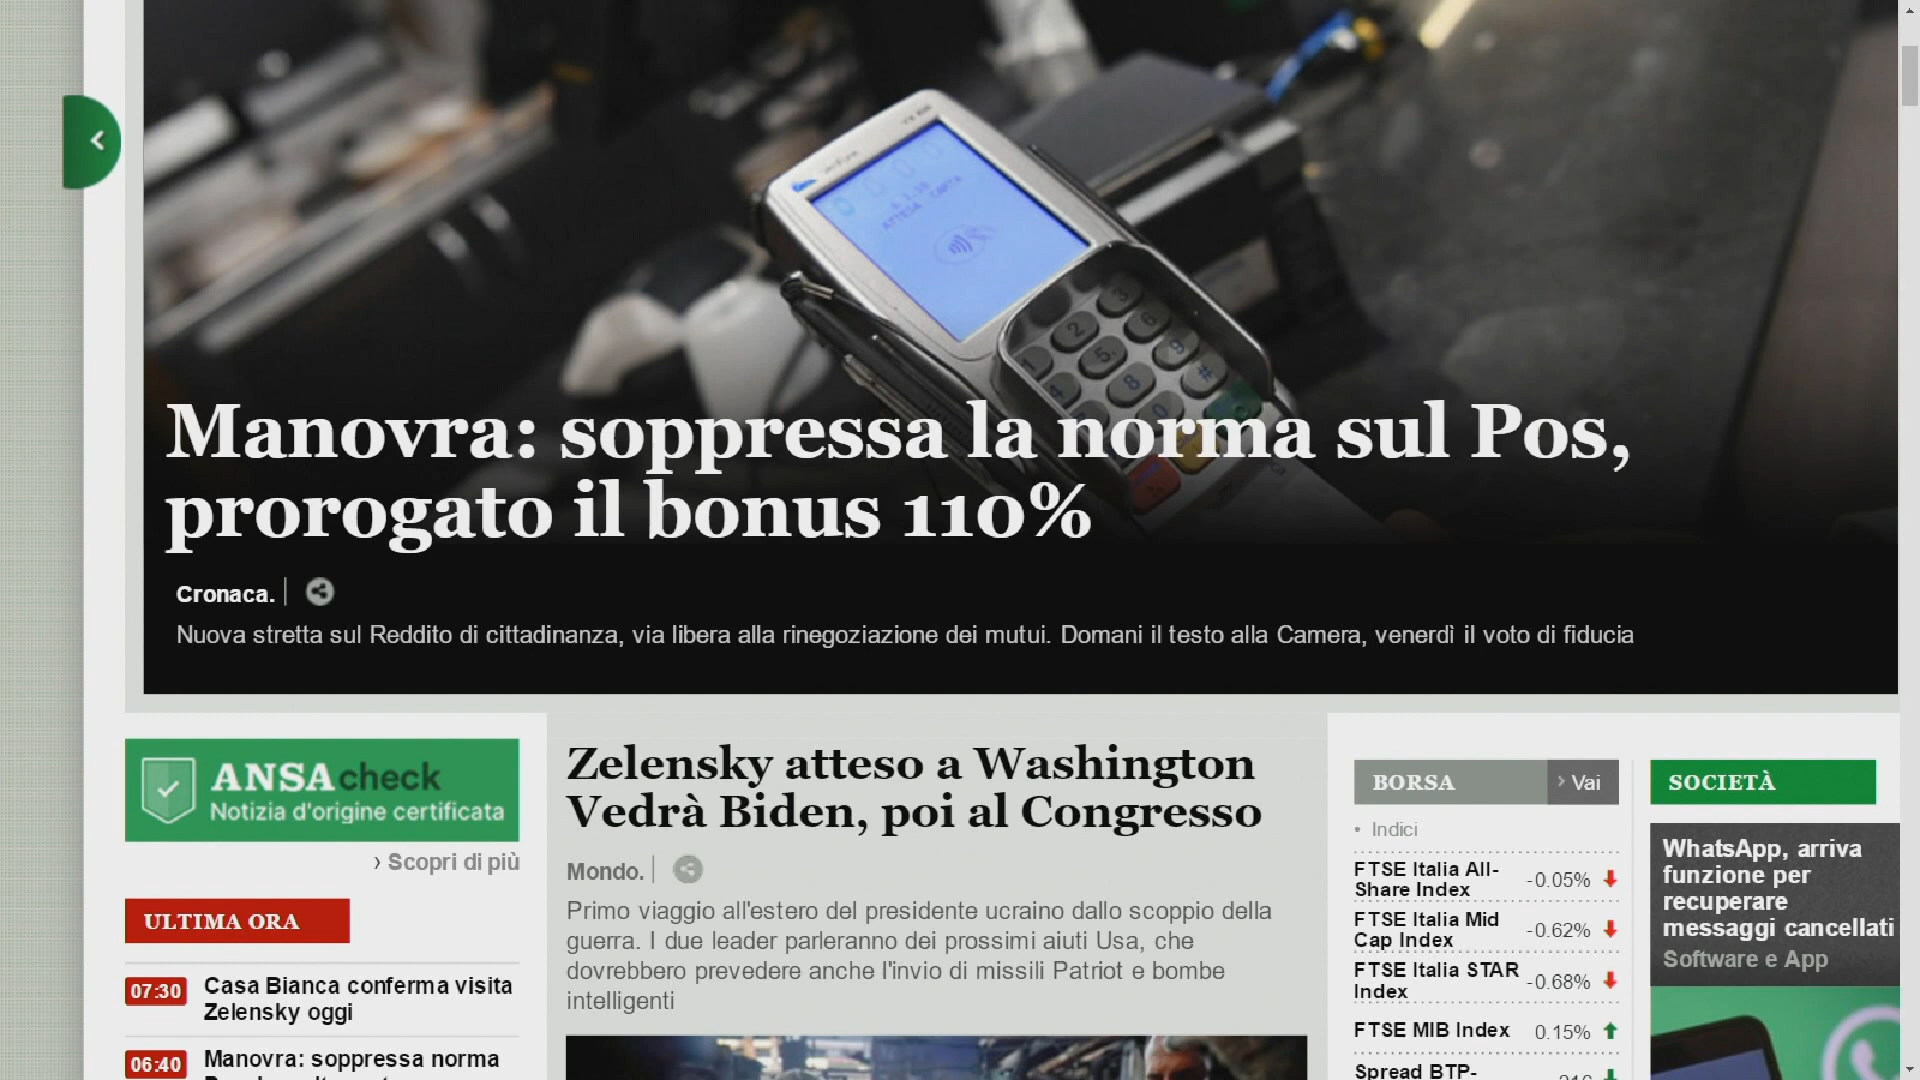 Manovra: soppressa la norma sul Pos,
prorogato il bonus 110%
Cronaca.
Nuova stretta sul Reddito di cittadinanza, via libera alla rinegoziazione dei mutui. Domani il testo alla Camera, venerdì il voto di fiducia
ANSA check
Notizia d'origine certificata
› Scopri di più
ULTIMA ORA
07:30 Casa Bianca conferma visita
Zelensky oggi
06:40 Manovra: soppressa norma
Zelensky atteso a Washington
Vedrà Biden, poi al Congresso
Mondo.
Primo viaggio all'estero del presidente ucraino dallo scoppio della
guerra. I due leader parleranno dei prossimi aiuti Usa, che
dovrebbero prevedere anche l'invio di missili Patriot e bombe
intelligenti
BORSA › Vai
• Indici
FTSE Italia All-
Share Index -0.05%
FTSE Italia Mid
Cap Index -0.62%
FTSE Italia STAR
Index -0.68%
FTSE MIB Index 0.15%
Spread BTP-
SOCIETÀ
WhatsApp, arriva
funzione per
recuperare
messaggi cancellati
Software e App